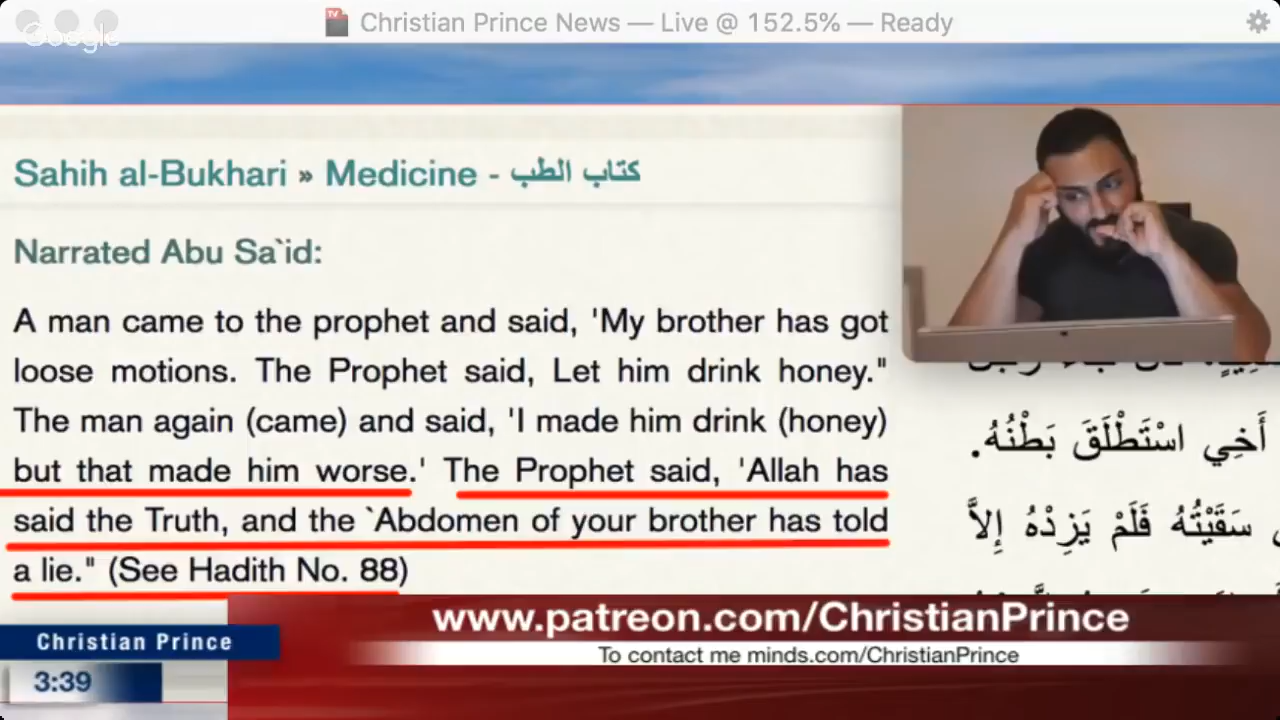 Christian Prince News — Live @ 152.5% — Ready
Google
Sahih al-Bukhari » Medicine - كتاب الطب
Narrated Abu Sa`id:
A man came to the prophet and said, 'My brother has got
loose motions. The Prophet said, Let him drink honey."
The man again (came) and said, 'I made him drink (honey)
but that made him worse.' The Prophet said, 'Allah has
said the Truth, and the `Abdomen of your brother has told
a lie." (See Hadith No. 88)
أَخِي اسْتَطْلَقَ بَطْنُهُ.
سَقَيْتُهُ فَلَمْ يَزِدْهُ إِلاَّ
www.patreon.com/ChristianPrince
To contact me minds.com/ChristianPrince
Christian Prince
3:39